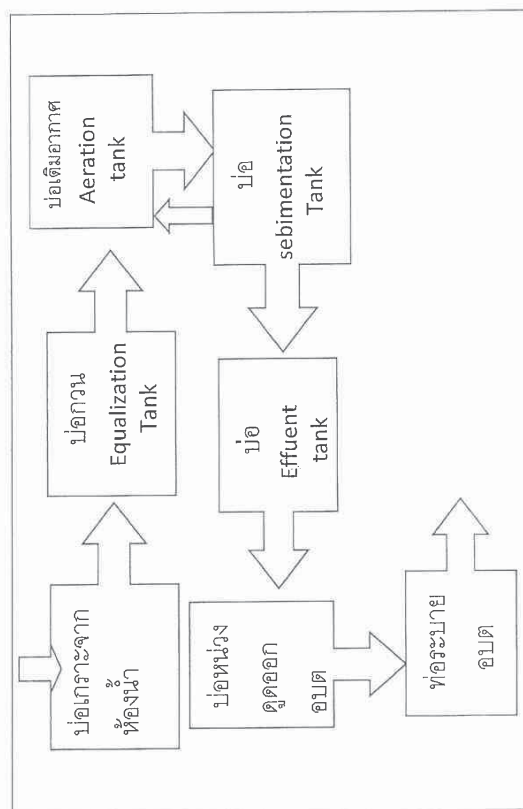 บ่อเกราะจาก
ห้องน้ำ
บ่อกวน
Equalization
Tank
บ่อเติมอากาศ
Aeration
tank
บ่อ
sebimentation
Tank
บ่อ
Effuent
tank
บ่อหน่วง
ดูดออก
อบต
ท่อระบาย
อบต